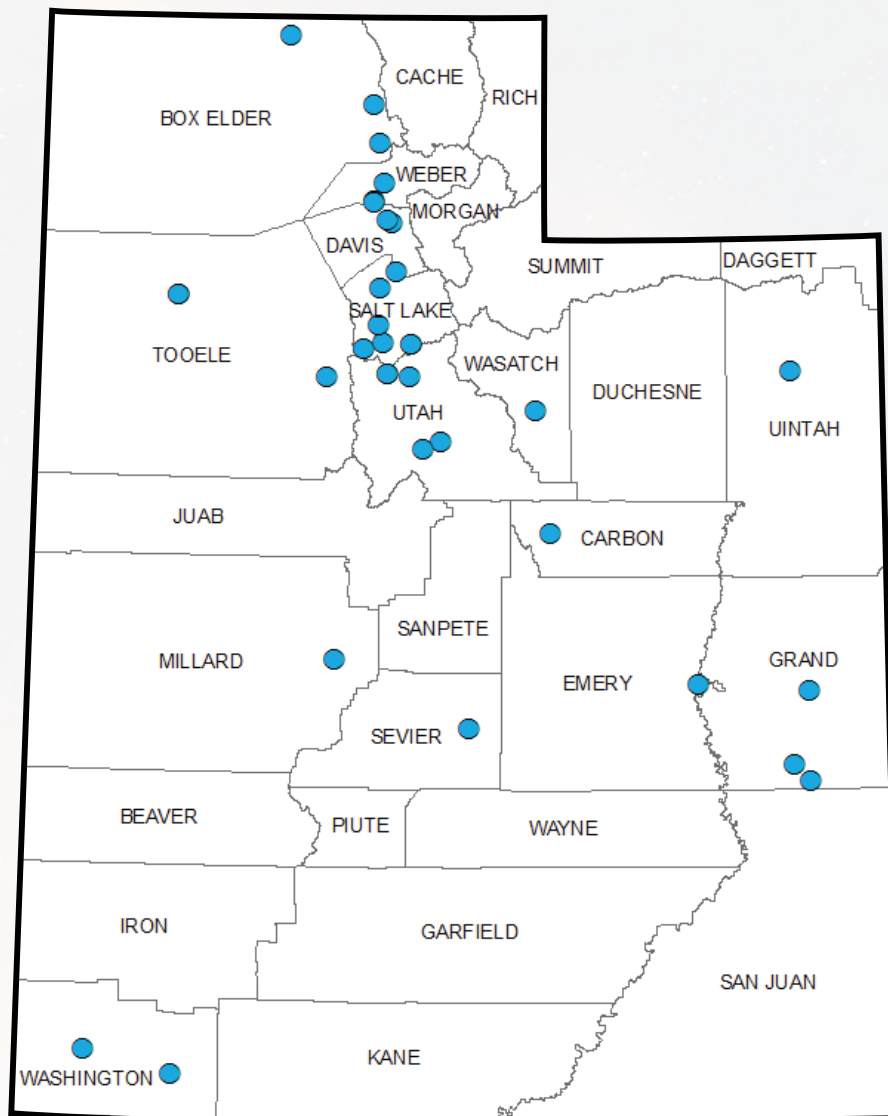 CACHE
RICH
BOX ELDER
WEBER
MORGAN
DAVIS
SUMMIT
DAGGETT
SALT LAKE
TOOELE
WASATCH
DUCHESNE
UTAH
UINTAH
JUAB
CARBON
SANPETE
MILLARD
GRAND
EMERY
SEVIER
BEAVER
PIUTE
WAYNE
IRON
GARFIELD
SAN JUAN
KANE
WASHINGTON